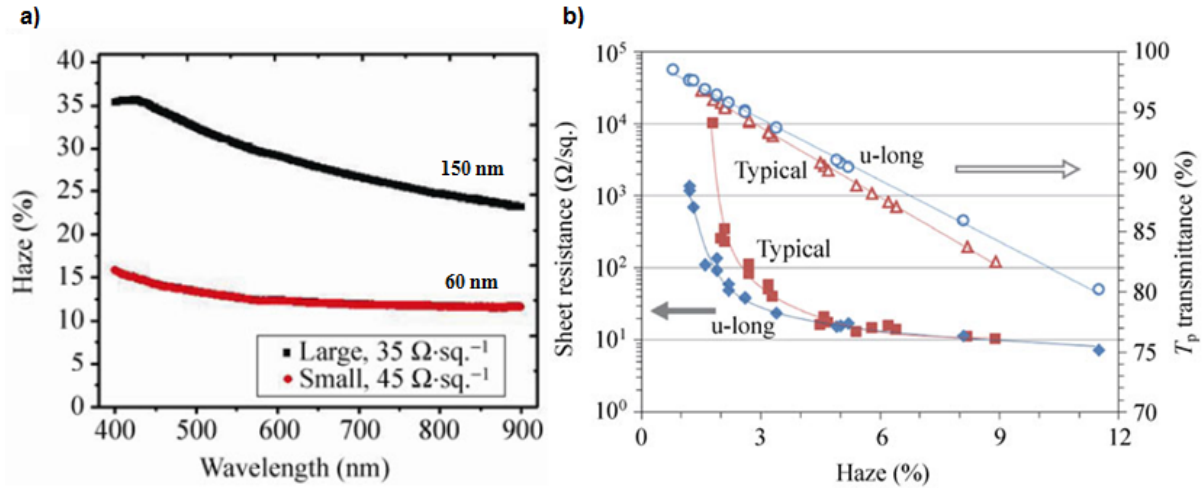 a)
40
35
30
25
20
15
10
5
0
Haze (%)
150 nm
60 nm
Large, 35 Ω·sq.⁻¹
Small, 45 Ω·sq.⁻¹
400 500 600 700 800 900
Wavelength (nm)
b)
10⁵
10⁴
10³
10²
10¹
10⁰
Sheet resistance (Ω/sq.)
Typical
u-long
Typical
u-long
100
95
90
85
80
75
70
Tₚ transmittance (%)
0 3 6 9 12
Haze (%)